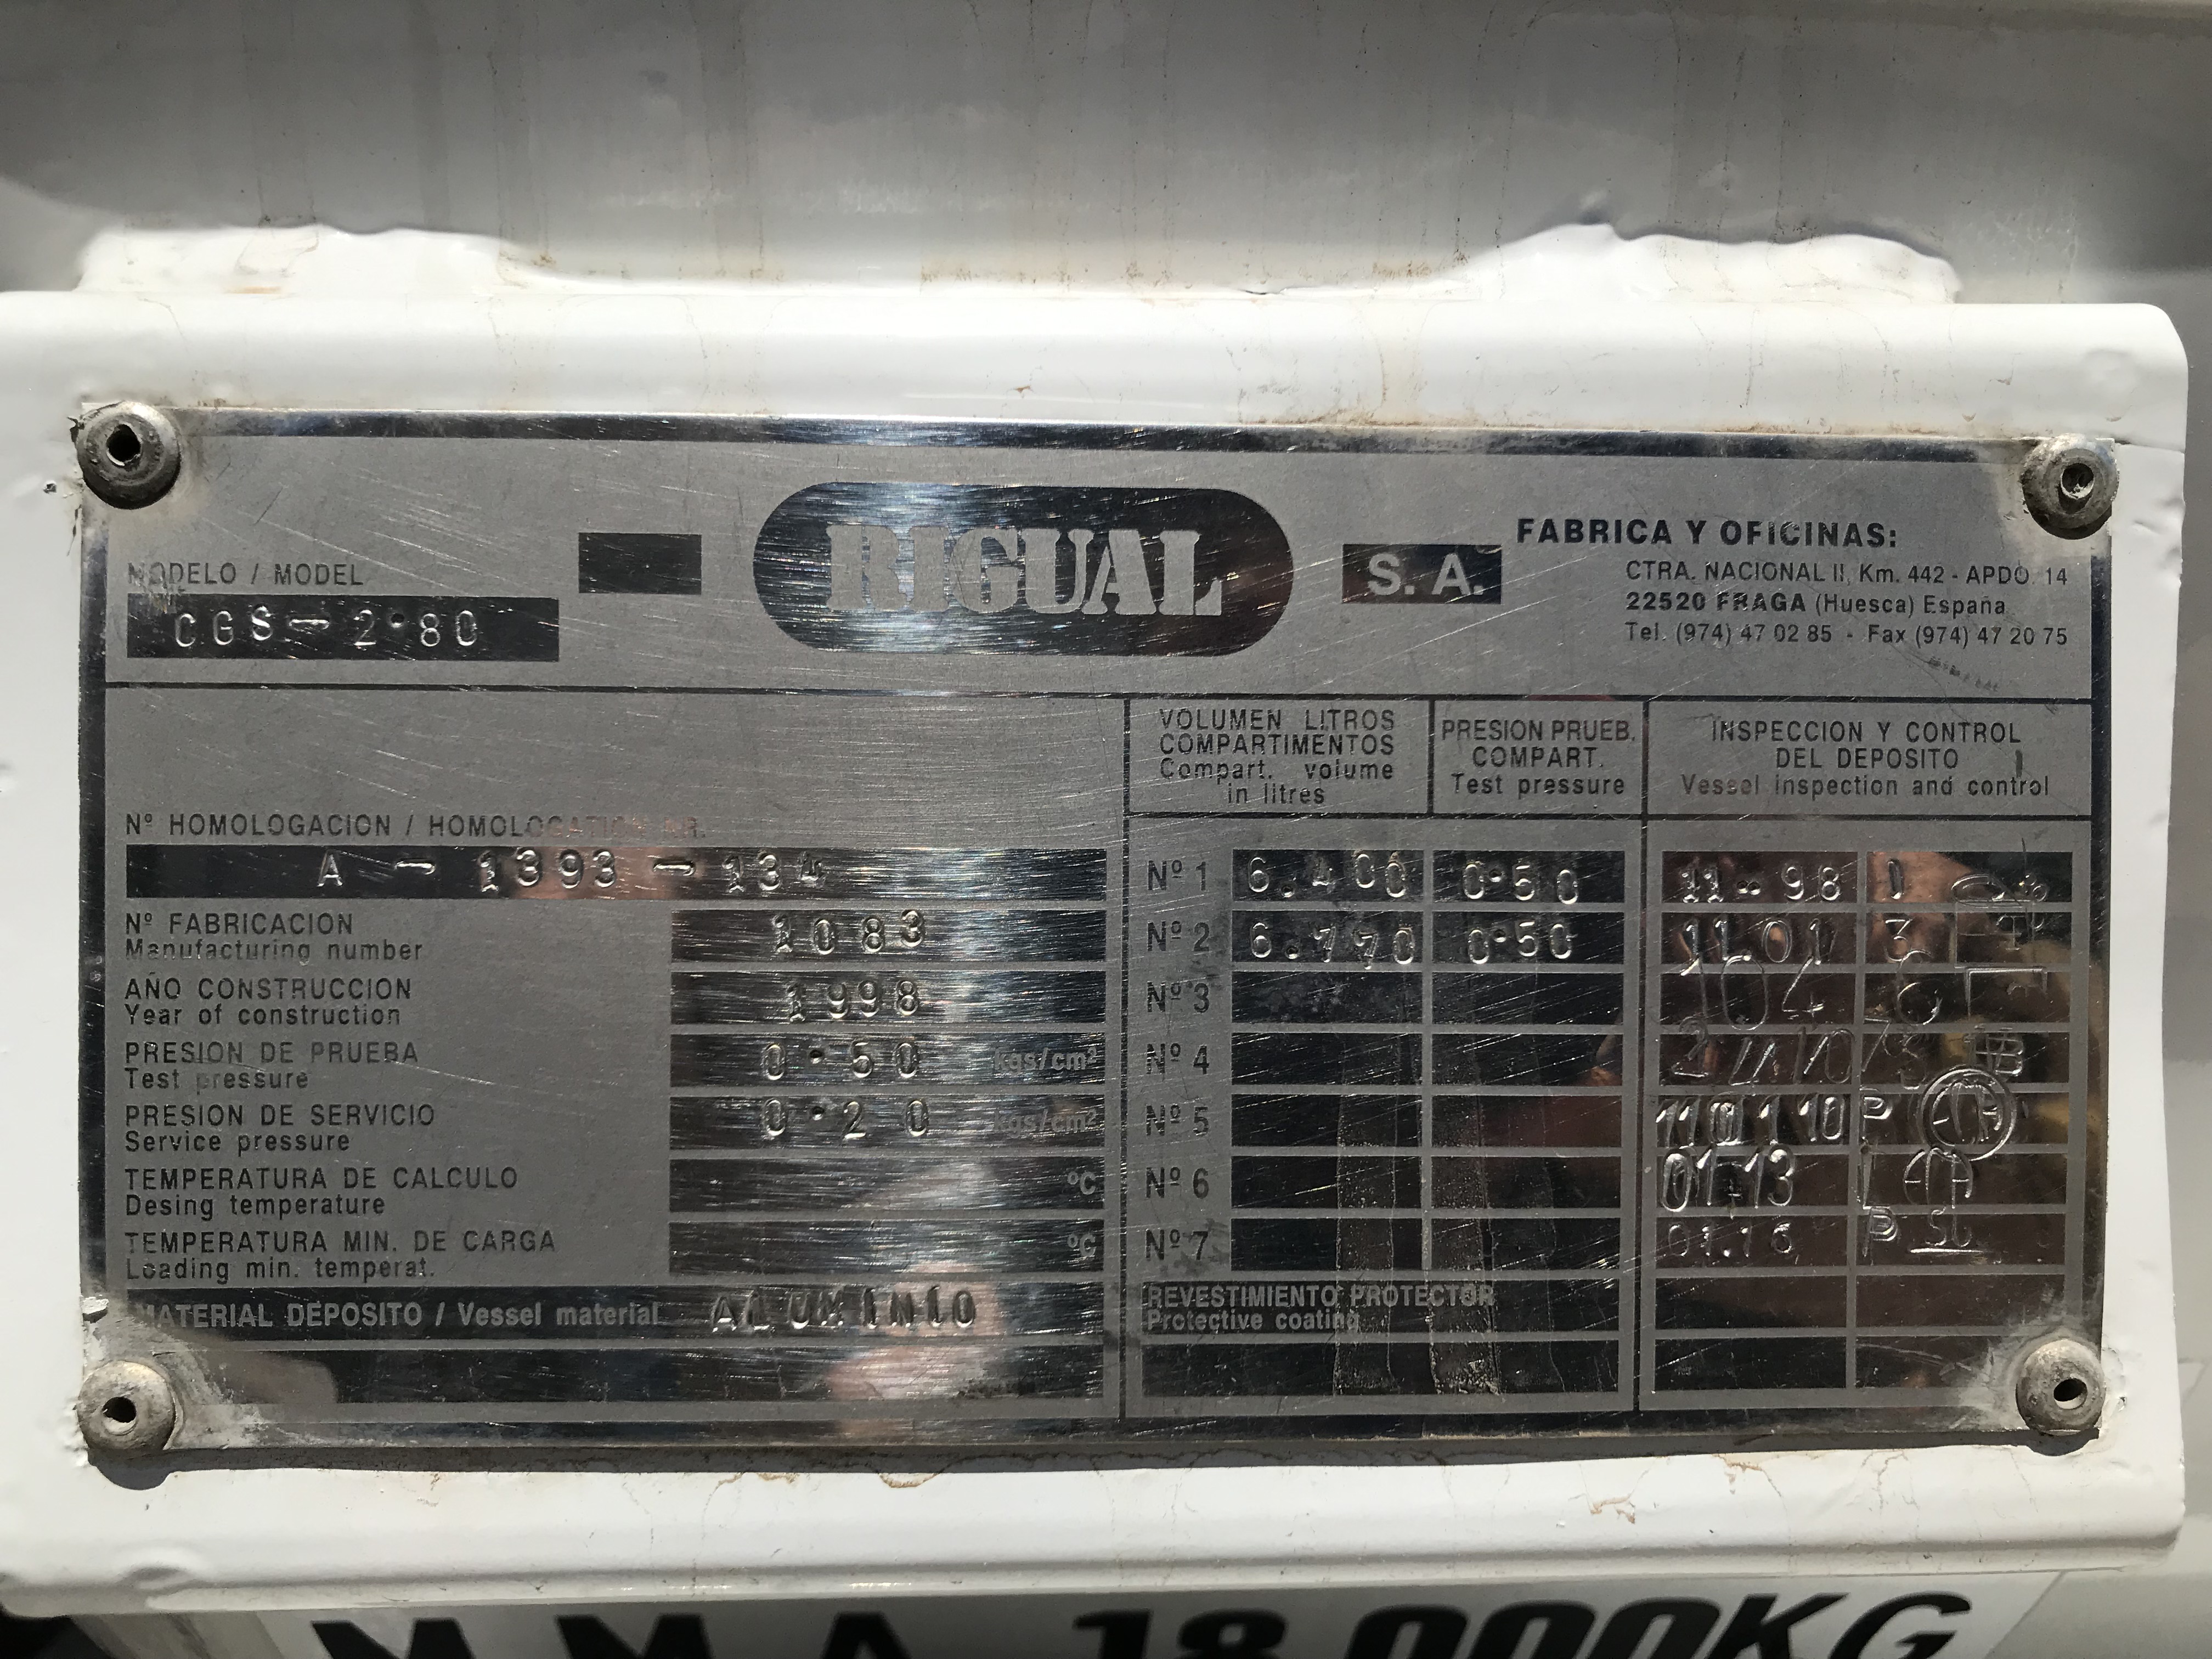 MODELO / MODEL
CGS-2·80
RIGUAL S. A.
FABRICA Y OFICINAS:
CTRA. NACIONAL II, Km. 442 - APDO. 14
22520 FRAGA (Huesca) España
Tel. (974) 47 02 85 - Fax (974) 47 20 75
Nº HOMOLOGACION / HOMOLOGATION NR.
A - 1393 - 134
Nº FABRICACION
Manufacturing number
1083
AÑO CONSTRUCCION
Year of construction
1998
PRESION DE PRUEBA
Test pressure
0·50 kgs/cm²
PRESION DE SERVICIO
Service pressure
0·20 kgs/cm²
TEMPERATURA DE CALCULO
Desing temperature
ºC
TEMPERATURA MIN. DE CARGA
Loading min. temperat.
ºC
MATERIAL DEPOSITO / Vessel material ALUMINIO
VOLUMEN LITROS
COMPARTIMENTOS
Compart. volume
in litres
PRESION PRUEB.
COMPART.
Test pressure
INSPECCION Y CONTROL
DEL DEPOSITO
Vessel inspection and control
Nº 1 6.400 0·50 11-98 1
Nº 2 6.770 0·50 11.01 3
Nº 3
Nº 4
Nº 5 P
Nº 6 01-13 L
Nº 7 01.16 P
REVESTIMIENTO PROTECTOR
Protective coating
M M A 18.000KG